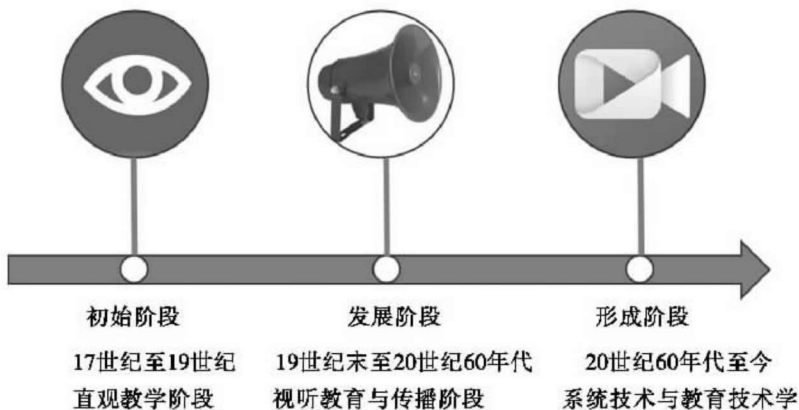 初始阶段
发展阶段
形成阶段
17世纪至19世纪
19世纪末至20世纪60年代
20世纪60年代至今
直观教学阶段
视听教育与传播阶段
系统技术与教育技术学